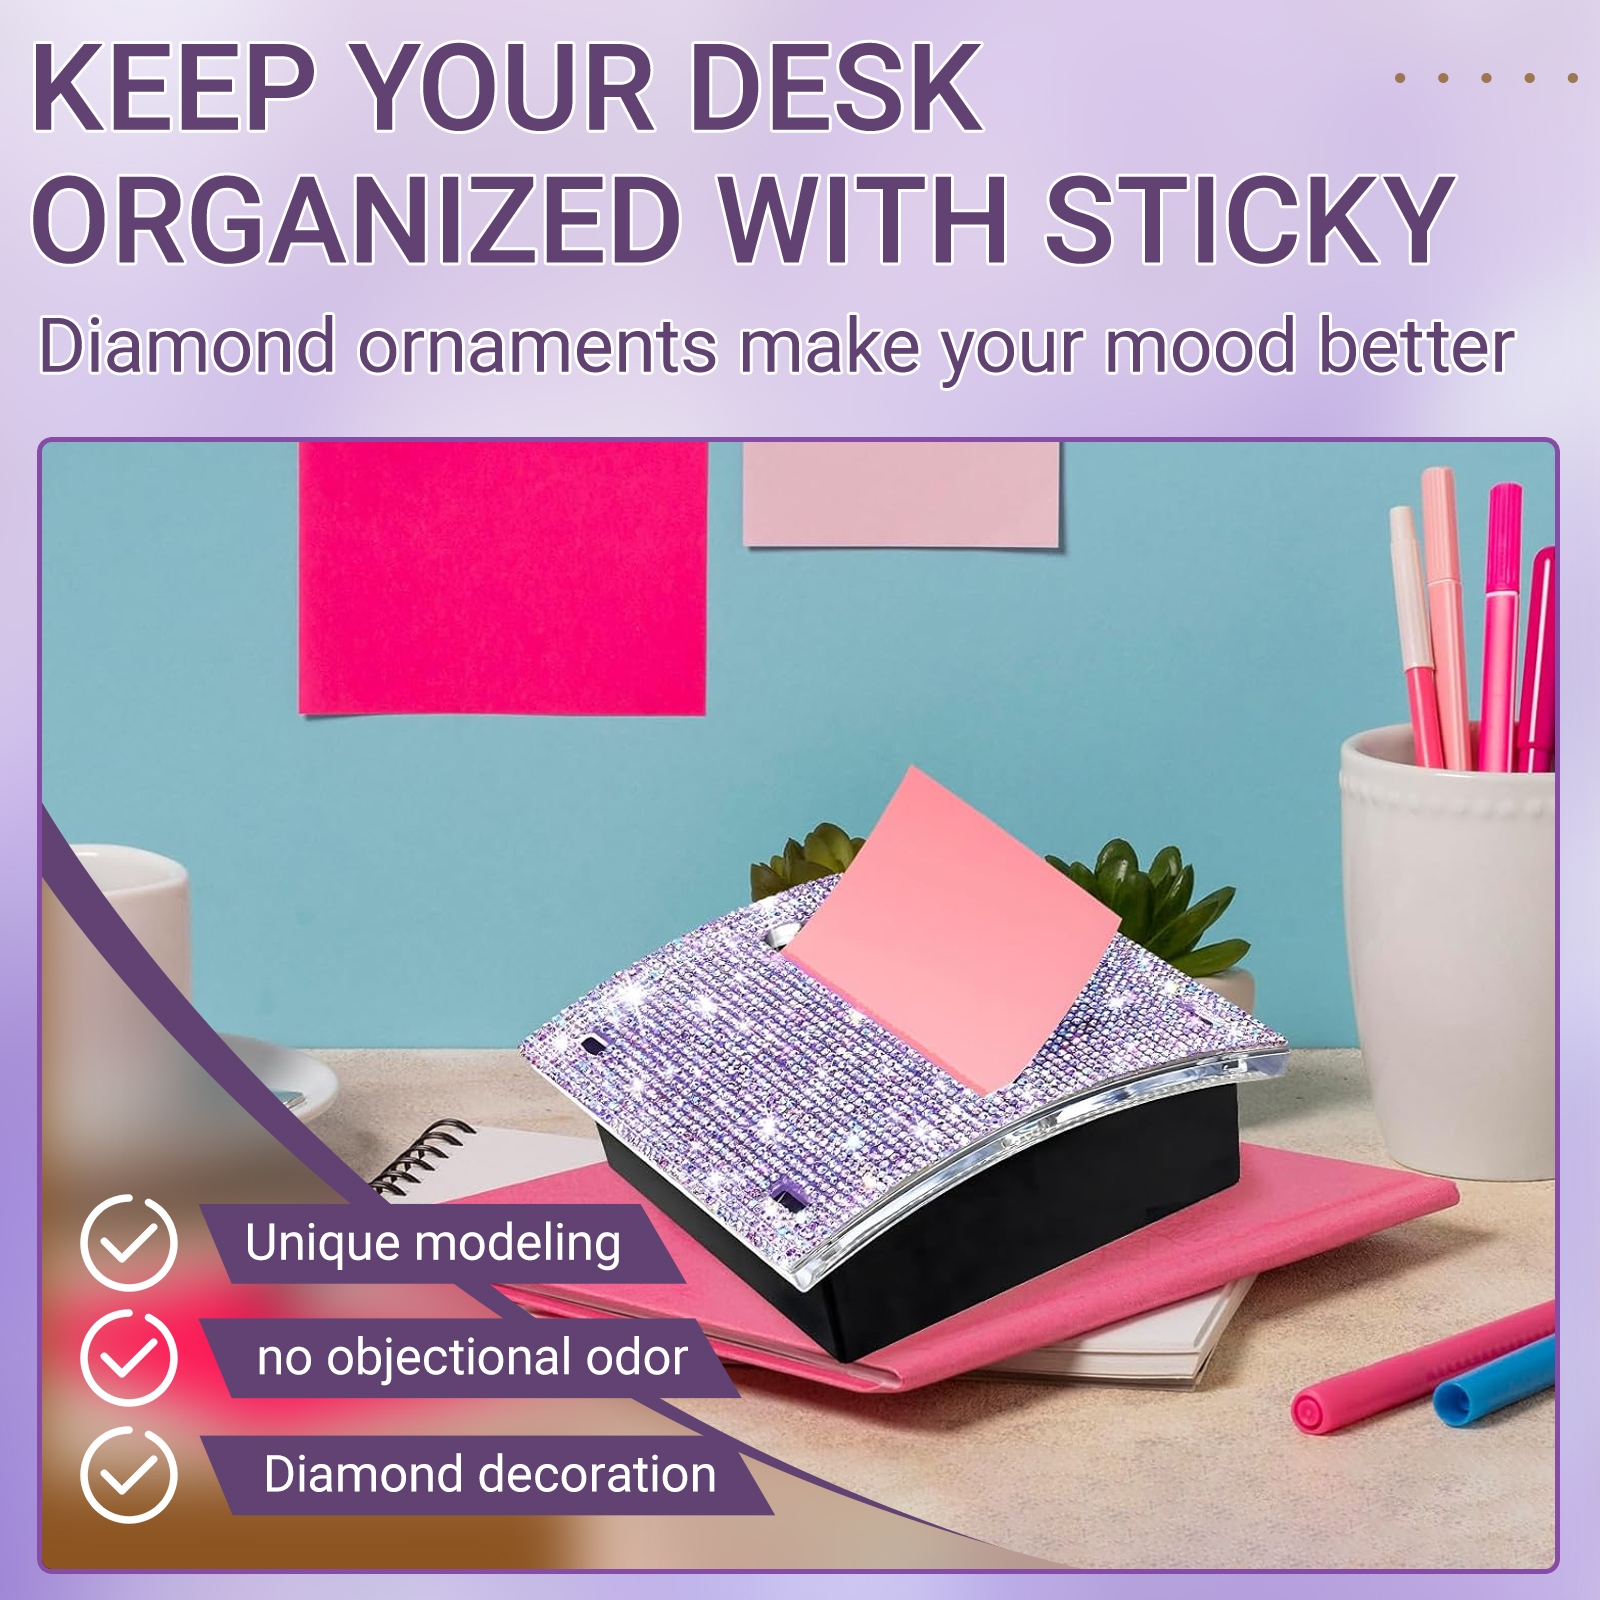 KEEP YOUR DESK
ORGANIZED WITH STICKY
Diamond ornaments make your mood better
Unique modeling
no objectional odor
Diamond decoration